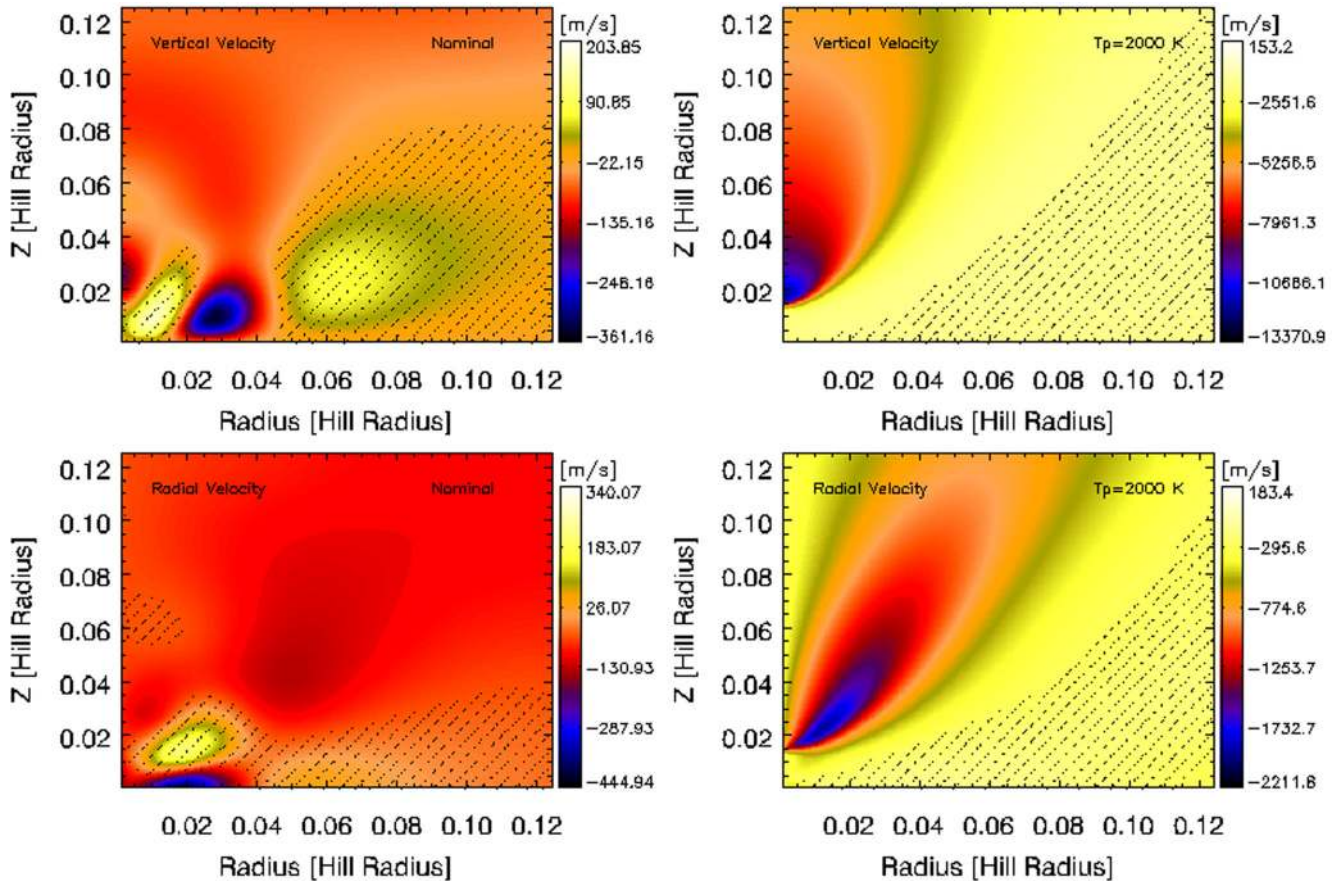 [m/s]
0.12
Vertical Velocity Nominal
203.85
0.10
90.85
0.08
−22.15
0.06
−135.16
0.04
−248.16
0.02
−361.16
Z [Hill Radius]
0.02 0.04 0.06 0.08 0.10 0.12
Radius [Hill Radius]
[m/s]
0.12
Vertical Velocity Tp=2000 K
153.2
0.10
−2551.6
0.08
−5256.5
0.06
−7961.3
0.04
−10666.1
0.02
−13370.9
Z [Hill Radius]
0.02 0.04 0.06 0.08 0.10 0.12
Radius [Hill Radius]
[m/s]
0.12
Radial Velocity Nominal
340.07
0.10
183.07
0.08
26.07
0.06
−130.93
0.04
−287.93
0.02
−444.94
Z [Hill Radius]
0.02 0.04 0.06 0.08 0.10 0.12
Radius [Hill Radius]
[m/s]
0.12
Radial Velocity Tp=2000 K
183.4
0.10
−295.6
0.08
−774.6
0.06
−1253.7
0.04
−1732.7
0.02
−2211.8
Z [Hill Radius]
0.02 0.04 0.06 0.08 0.10 0.12
Radius [Hill Radius]